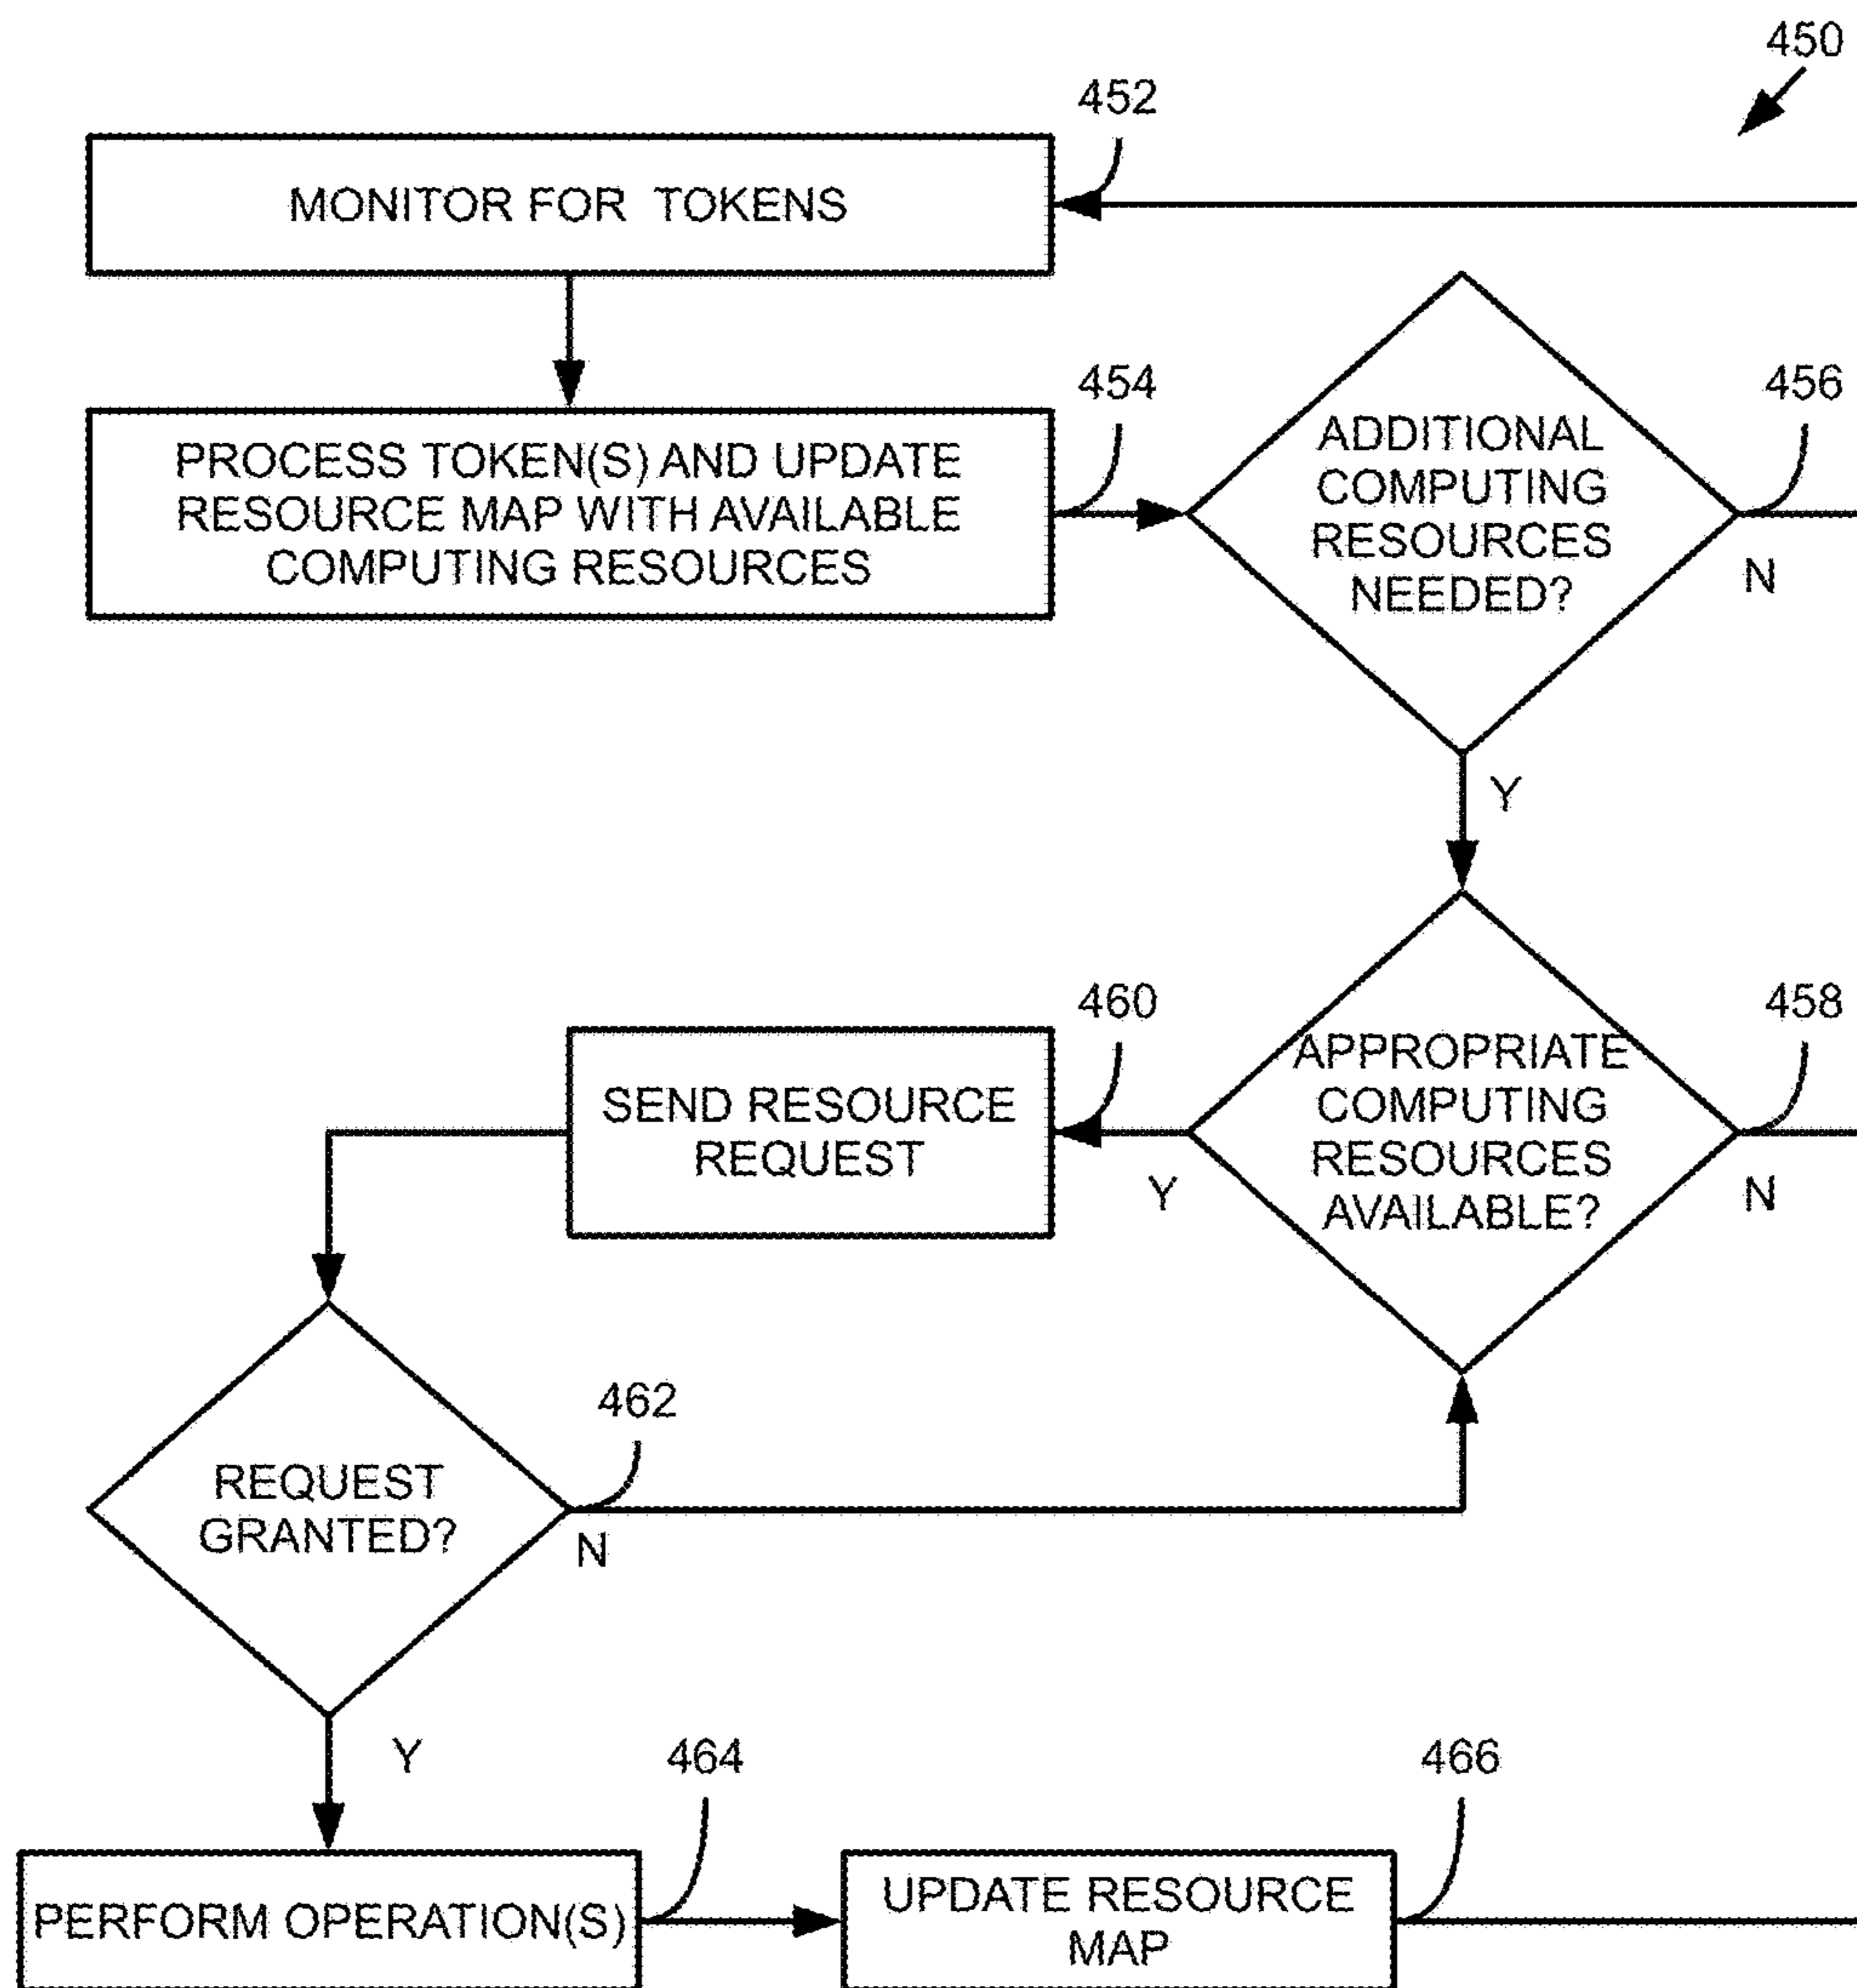 450
452
MONITOR FOR TOKENS
454
PROCESS TOKEN(S) AND UPDATE
RESOURCE MAP WITH AVAILABLE
COMPUTING RESOURCES
456
ADDITIONAL
COMPUTING
RESOURCES
NEEDED?
N
Y
458
APPROPRIATE
COMPUTING
RESOURCES
AVAILABLE?
N
Y
460
SEND RESOURCE
REQUEST
462
REQUEST
GRANTED?
N
Y
464
PERFORM OPERATION(S)
466
UPDATE RESOURCE
MAP